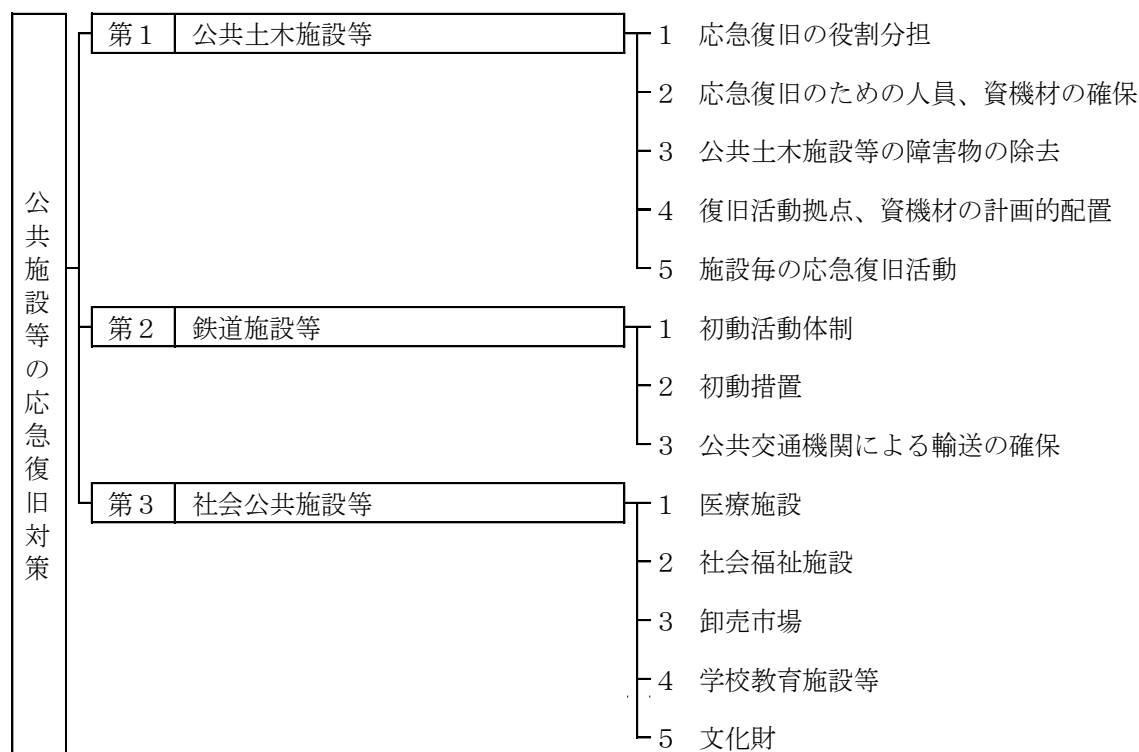 公共施設等の応急復旧対策
第１ 公共土木施設等
１ 応急復旧の役割分担
２ 応急復旧のための人員、資機材の確保
３ 公共土木施設等の障害物の除去
４ 復旧活動拠点、資機材の計画的配置
５ 施設毎の応急復旧活動
第２ 鉄道施設等
１ 初動活動体制
２ 初動措置
３ 公共交通機関による輸送の確保
第３ 社会公共施設等
１ 医療施設
２ 社会福祉施設
３ 卸売市場
４ 学校教育施設等
５ 文化財